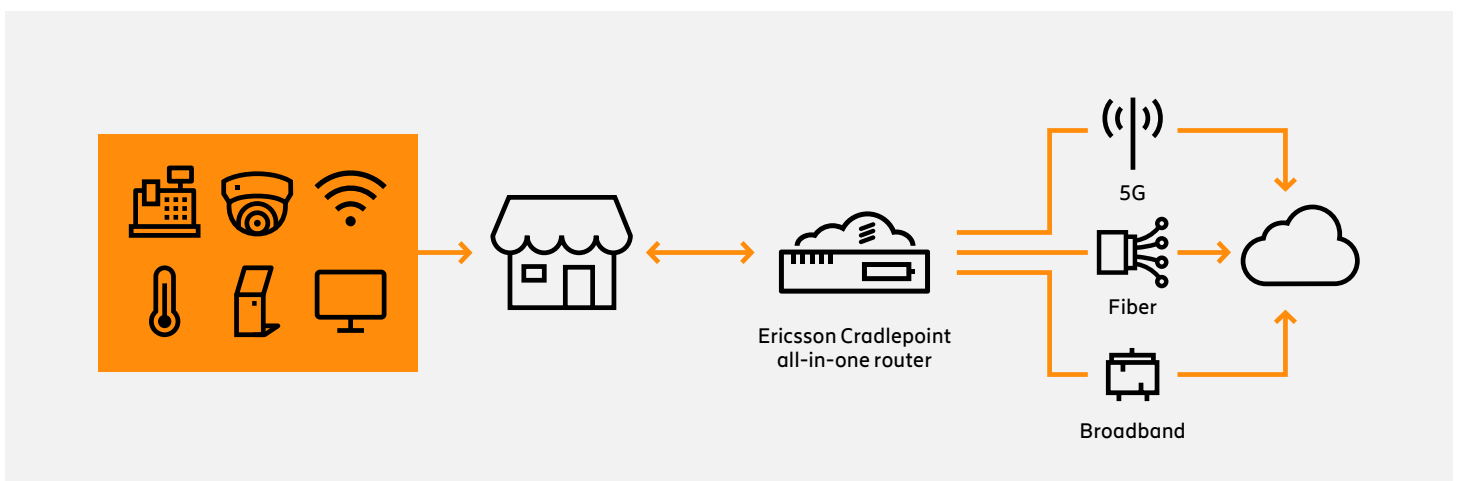 5G
Fiber
Ericsson Cradlepoint
all-in-one router
Broadband